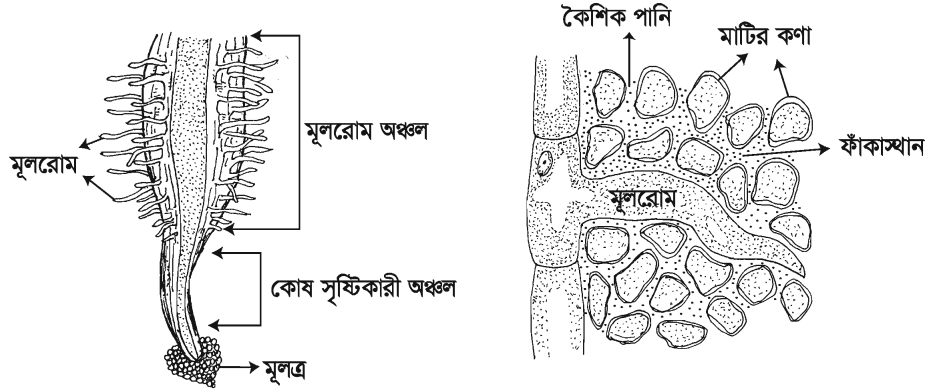 মূলরোম
মূলরোম অঞ্চল
কোষ সৃষ্টিকারী অঞ্চল
মূলত্র
কৈশিক পানি
মাটির কণা
ফাঁকাস্থান
মূলরোম